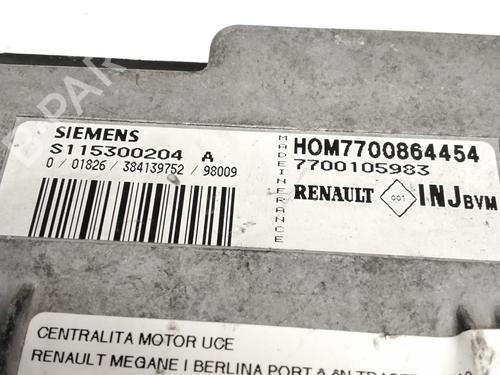 SIEMENS
S115300204 A
0 / 01826 / 384139752 / 98009
MADE IN FRANCE
HOM7700864454
7700105983
RENAULT 001 INJ BVM
CENTRALITA MOTOR UCE
RENAULT MEGANE I BERLINA